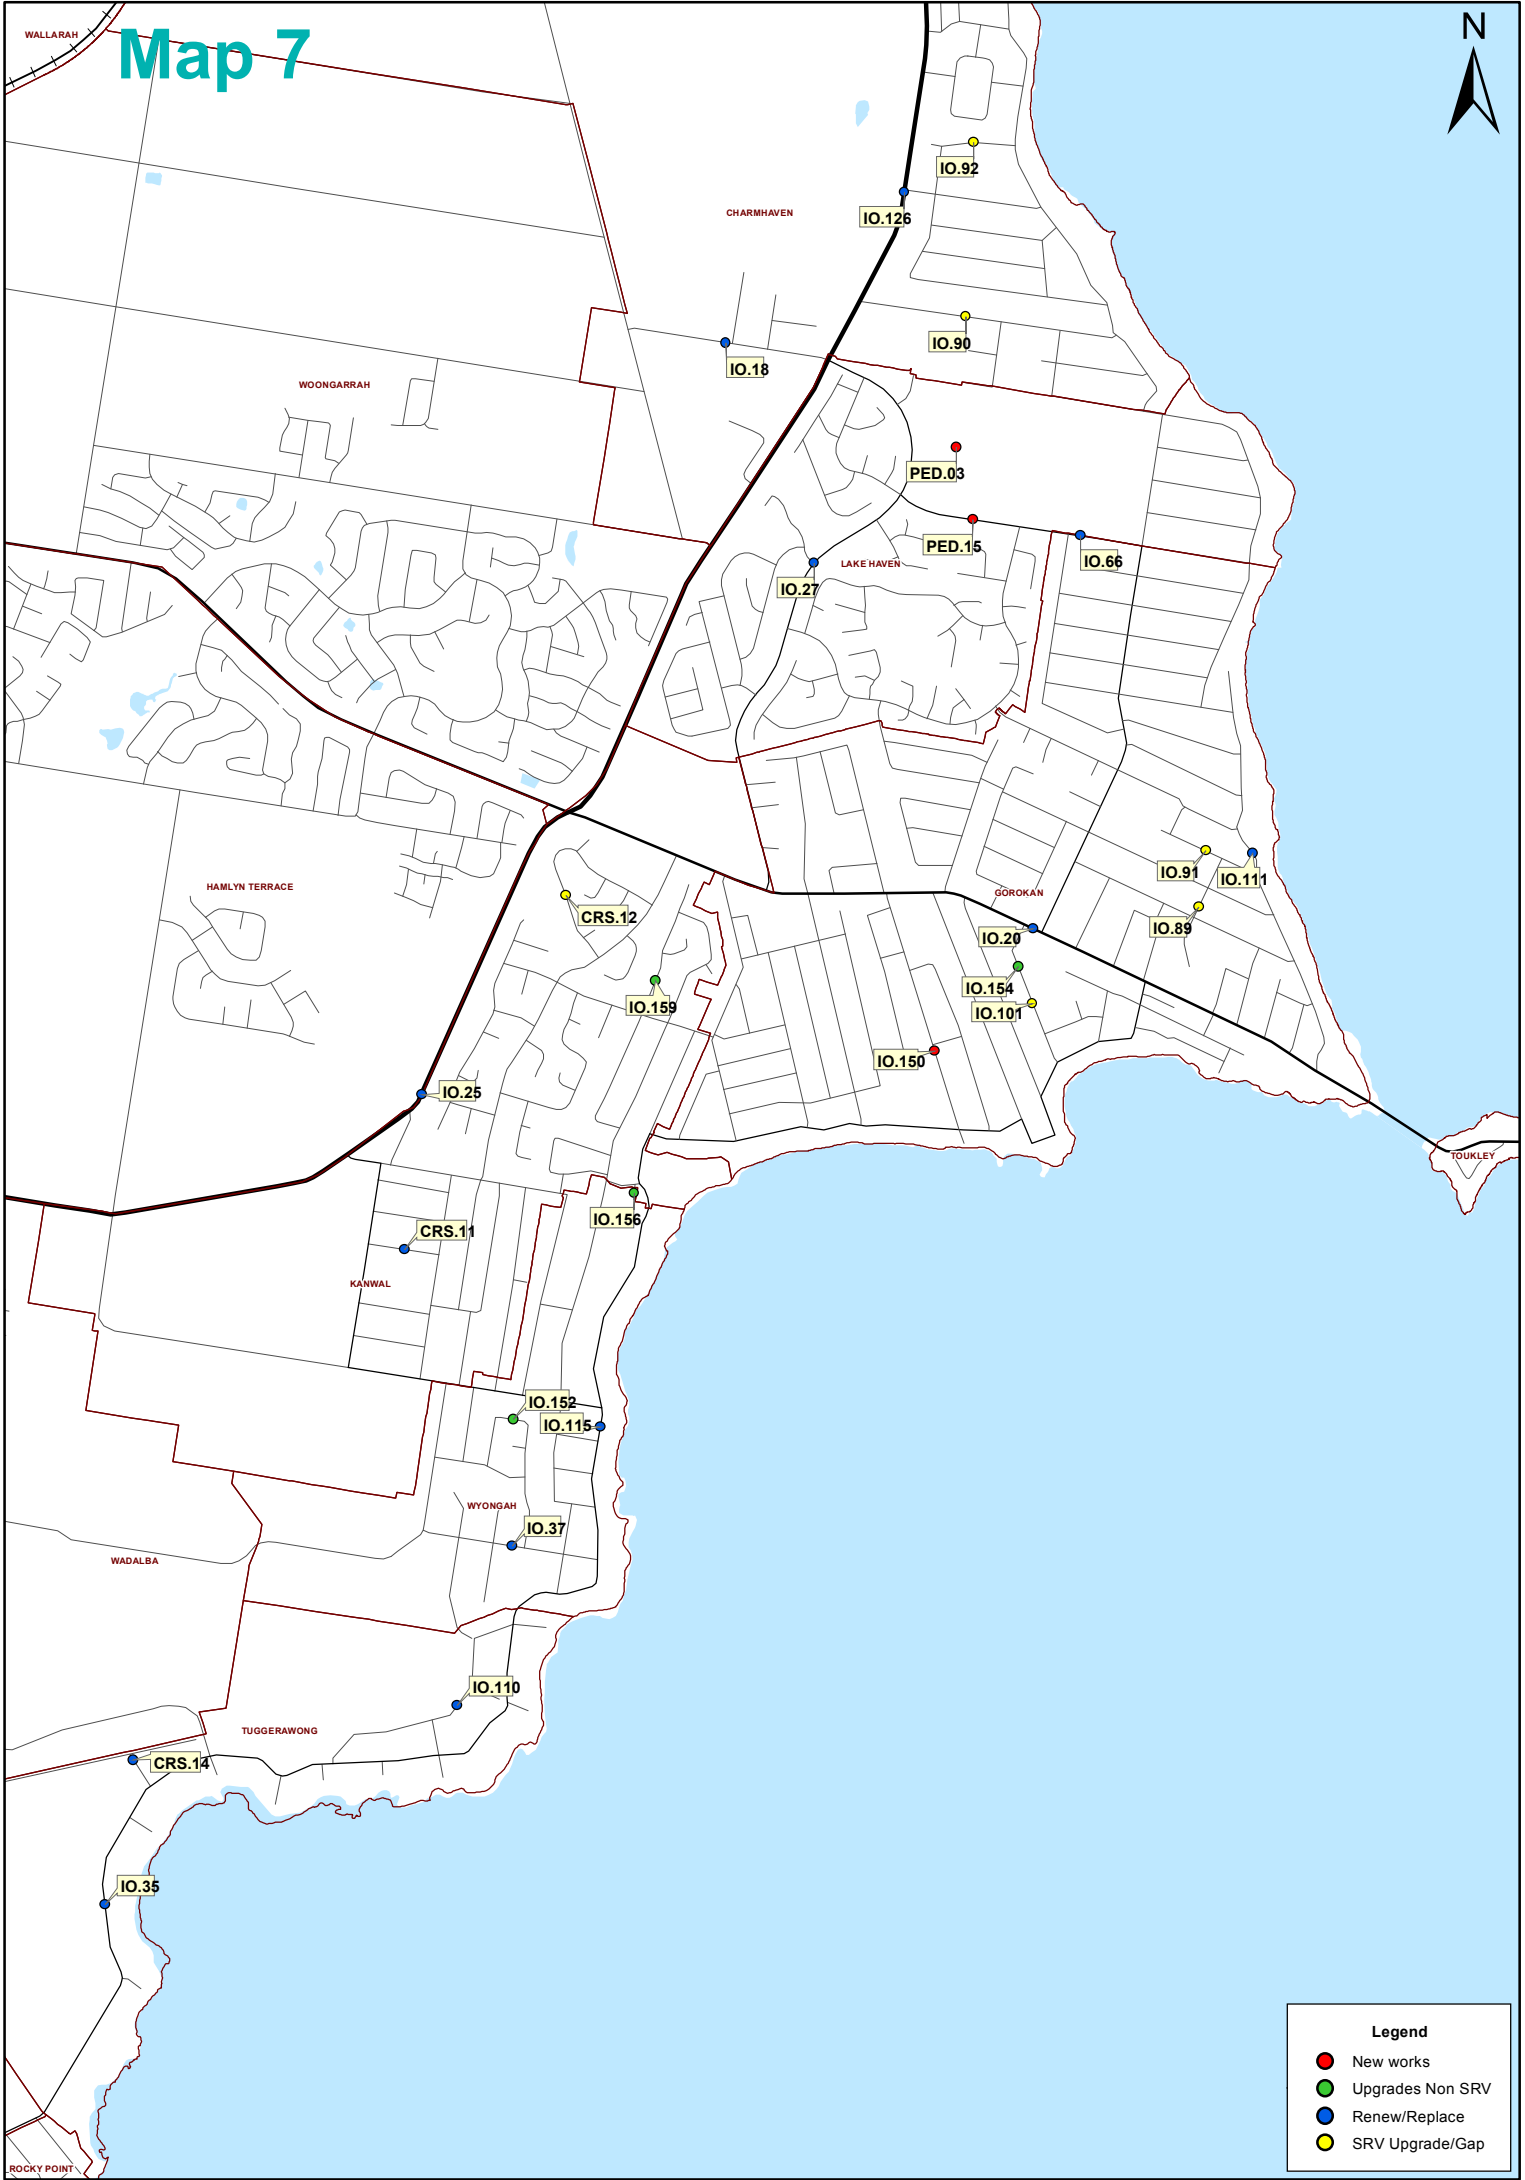 WALLARAH
Map 7
N
IO.92
CHARMHAVEN
IO.126
IO.90
IO.18
WOONGARRAH
PED.03
PED.15
IO.66
LAKE HAVEN
IO.27
IO.91
IO.111
HAMLYN TERRACE
GOROKAN
CRS.12
IO.89
IO.20
IO.154
IO.159
IO.101
IO.150
IO.25
TOUKLEY
IO.156
CRS.11
KANWAL
IO.152
IO.115
WYONGAH
IO.37
WADALBA
IO.110
TUGGERAWONG
CRS.14
IO.35
Legend
New works
Upgrades Non SRV
Renew/Replace
SRV Upgrade/Gap
ROCKY POINT